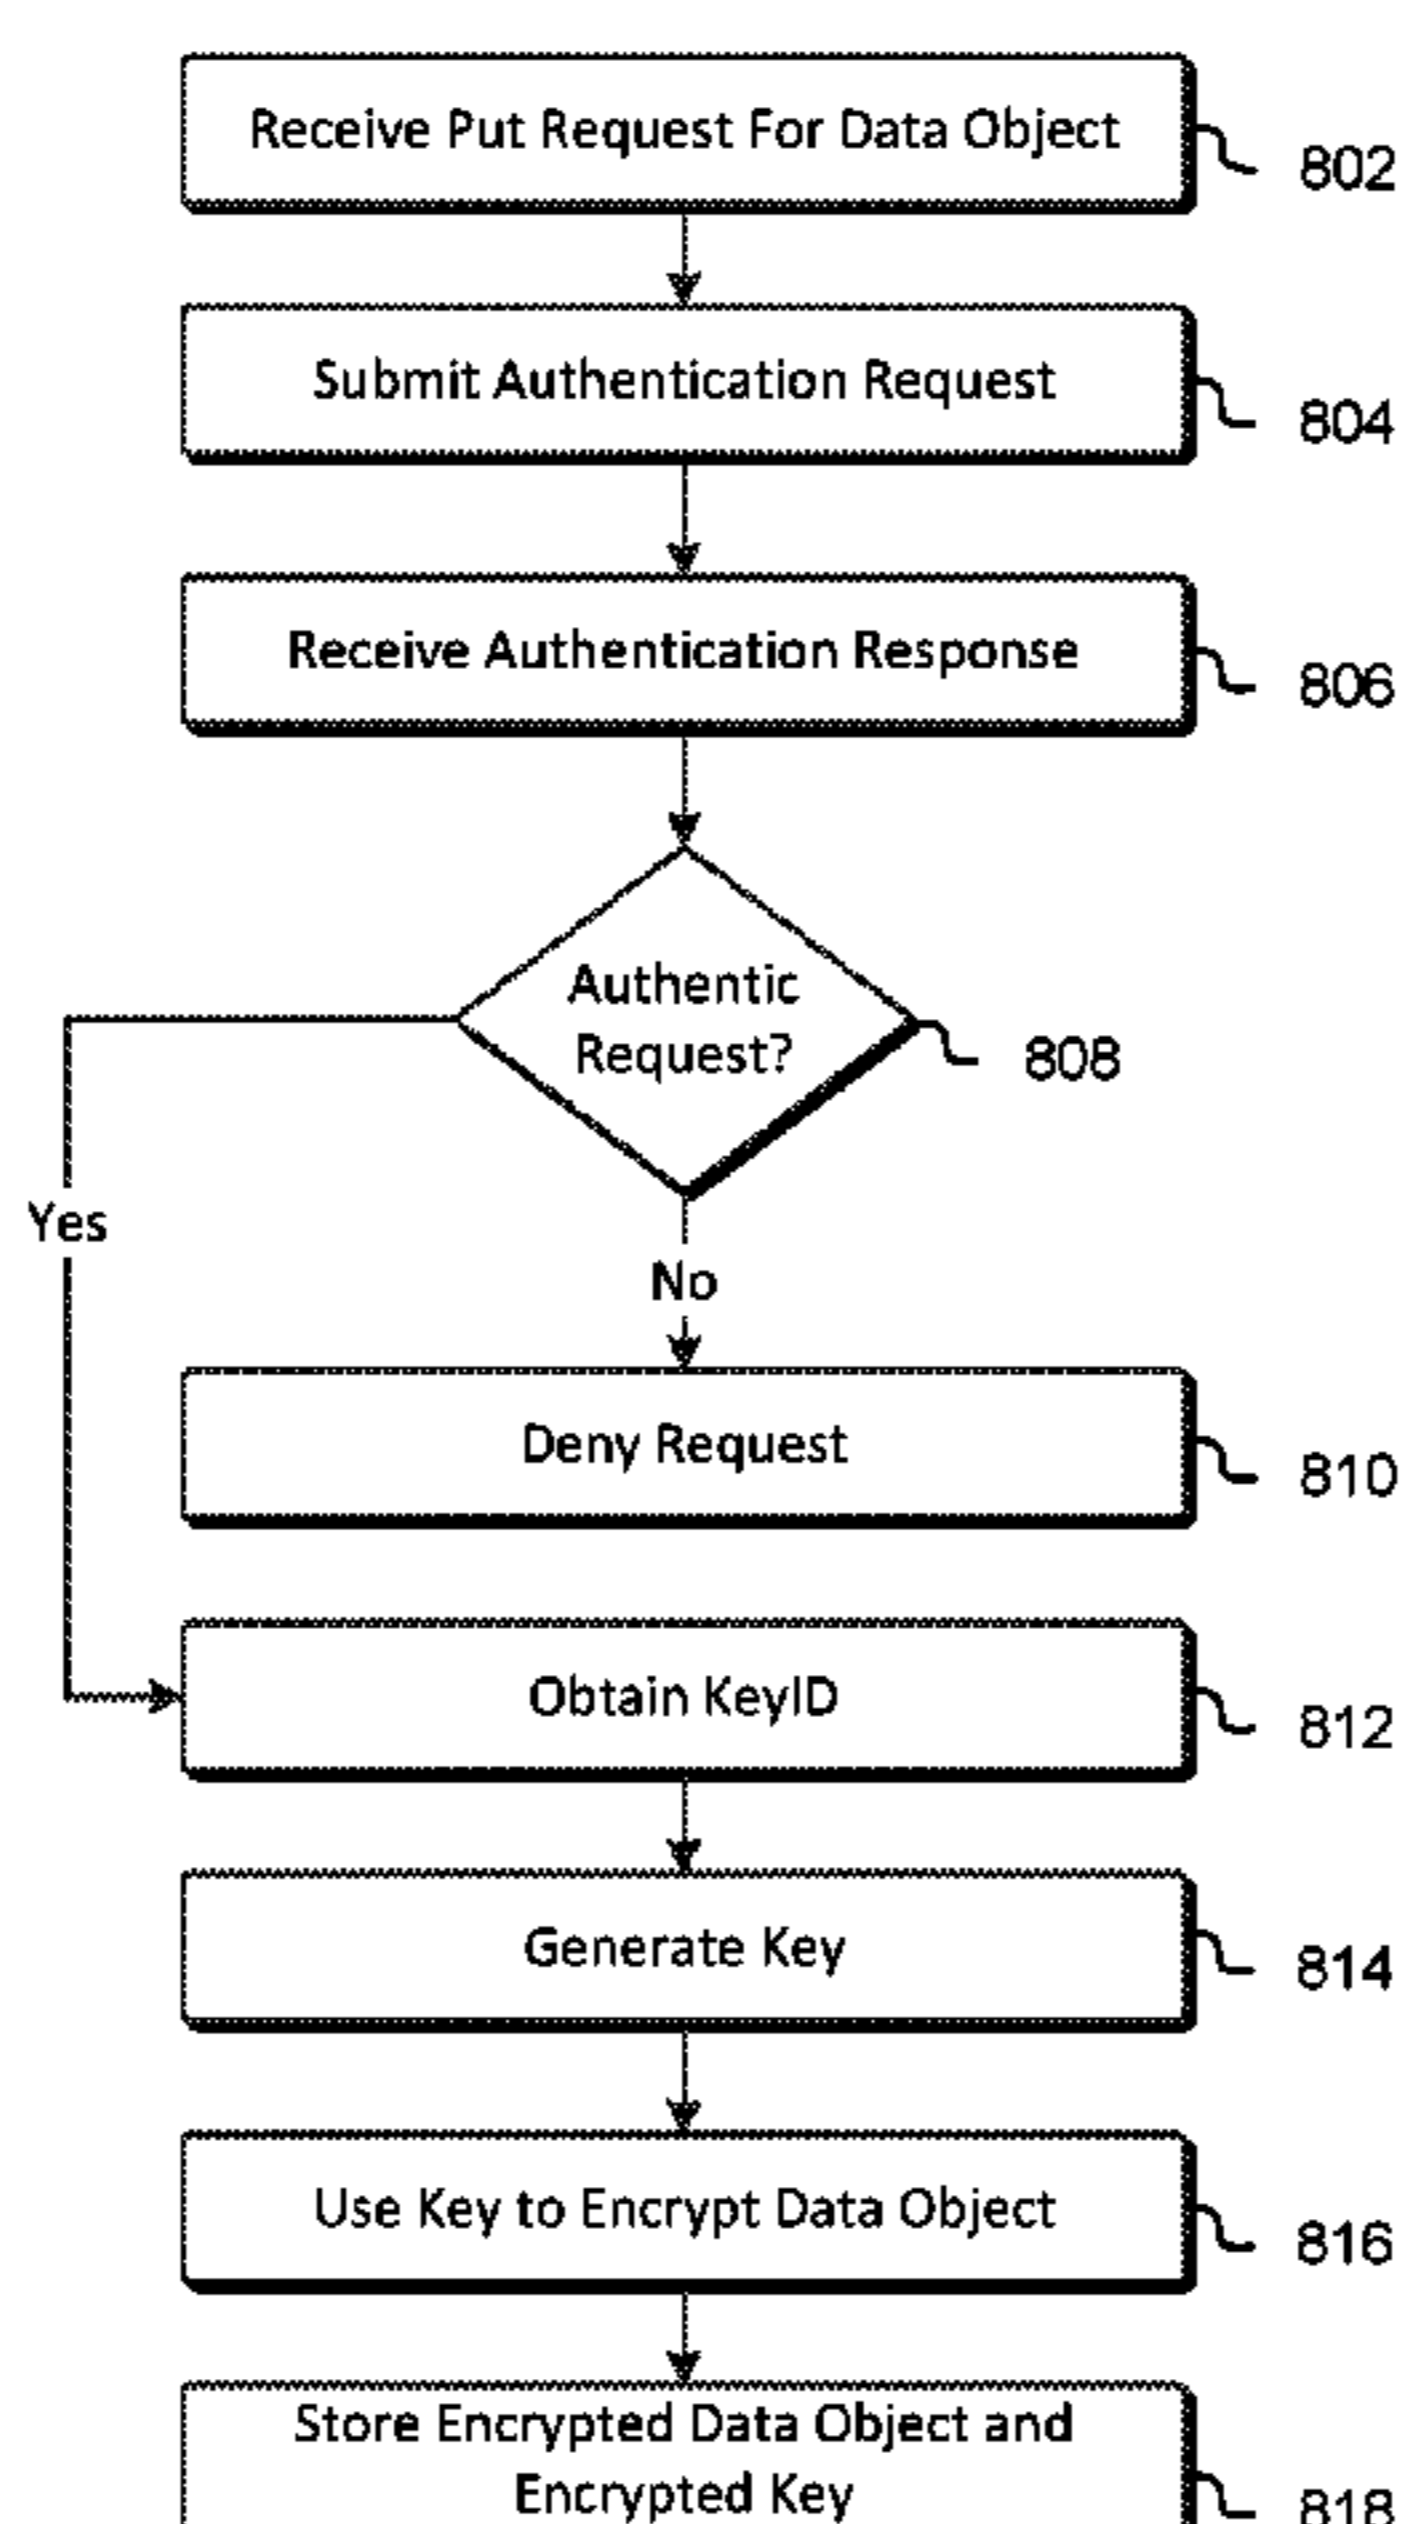 Receive Put Request For Data Object
802
Submit Authentication Request
804
Receive Authentication Response
806
Authentic
Request?
808
Yes
No
Deny Request
810
Obtain KeyID
812
Generate Key
814
Use Key to Encrypt Data Object
816
Store Encrypted Data Object and
Encrypted Key
818